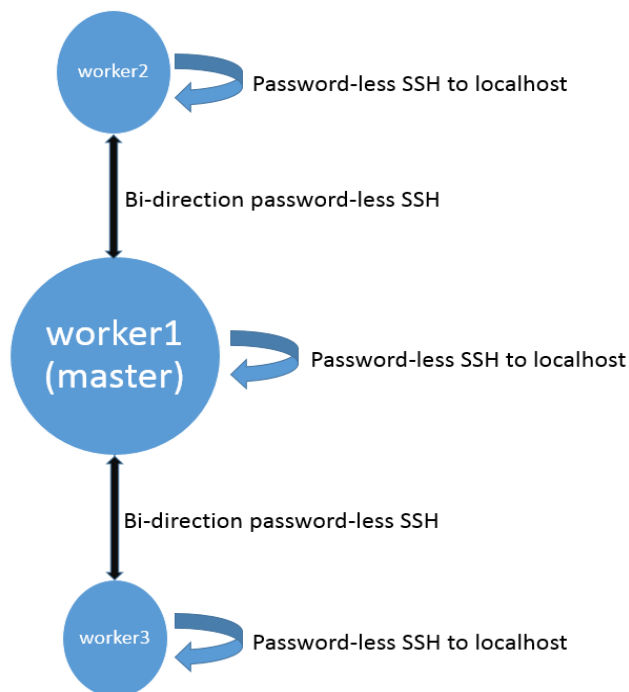 worker2
Password-less SSH to localhost
Bi-direction password-less SSH
worker1
(master)
Password-less SSH to localhost
Bi-direction password-less SSH
worker3
Password-less SSH to localhost